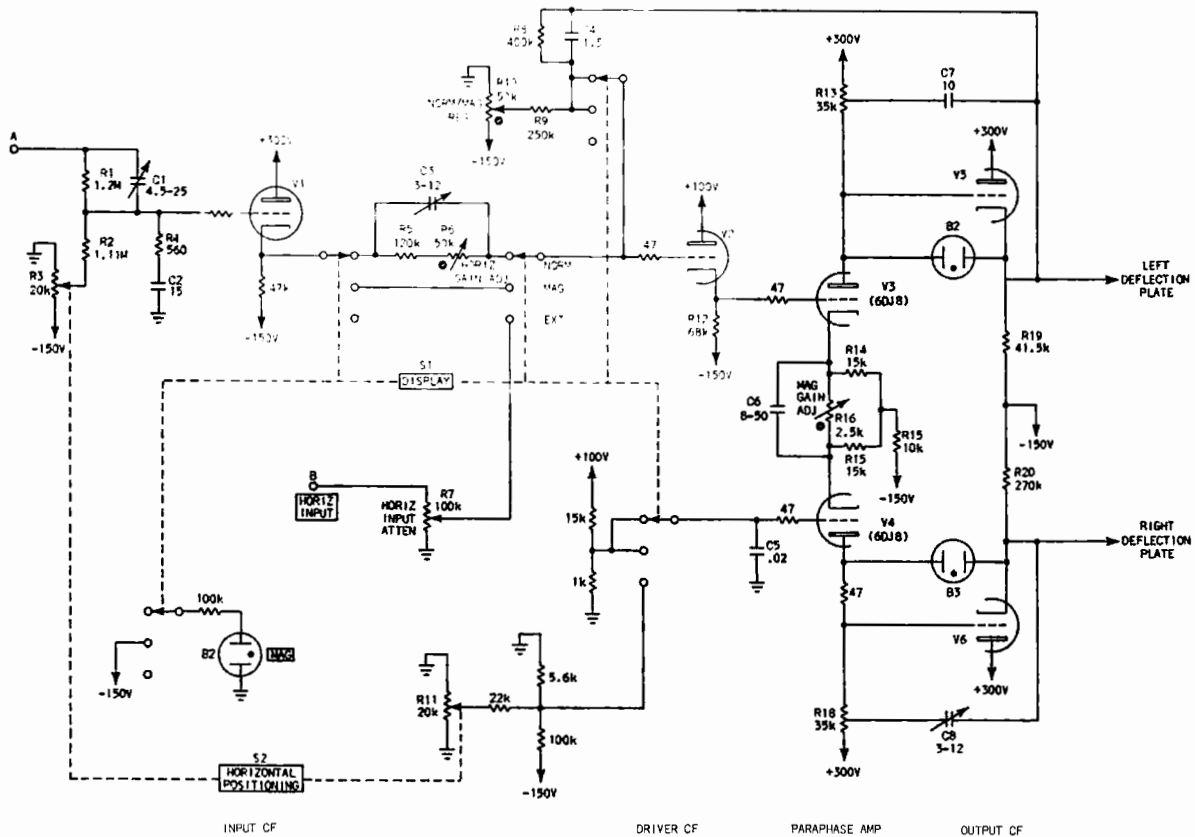 R8
400k
C4
1.5
+300V
C7
10
R13
35k
R10
50k
NORM/MAG
R9
250k
-150V
A
+300V
R1
1.2M
C1
4.5-25
V1
C3
3-12
+100V
V2
+300V
V5
B2
R4
560
R2
1.11M
R3
20k
C2
15
R5
120k
R6
50k
HORIZ
GAIN ADJ
NORM
MAG
EXT
47
47k
-150V
-150V
47
V3
(6DJ8)
R12
68k
-150V
LEFT
DEFLECTION
PLATE
R19
41.5k
S1
DISPLAY
R14
15k
MAG
GAIN
ADJ
C6
8-50
R16
2.5k
R15
15k
R15
10k
-150V
-150V
R20
270k
B
HORIZ
INPUT
R7
100k
HORIZ
INPUT
ATTEN
+100V
15k
1k
47
C5
.02
V4
(6DJ8)
RIGHT
DEFLECTION
PLATE
B3
47
V6
+300V
100k
B2
MAG
-150V
R11
20k
22k
5.6k
100k
-150V
R18
35k
C8
3-12
+300V
S2
HORIZONTAL
POSITIONING
INPUT CF
DRIVER CF
PARAPHASE AMP
OUTPUT CF